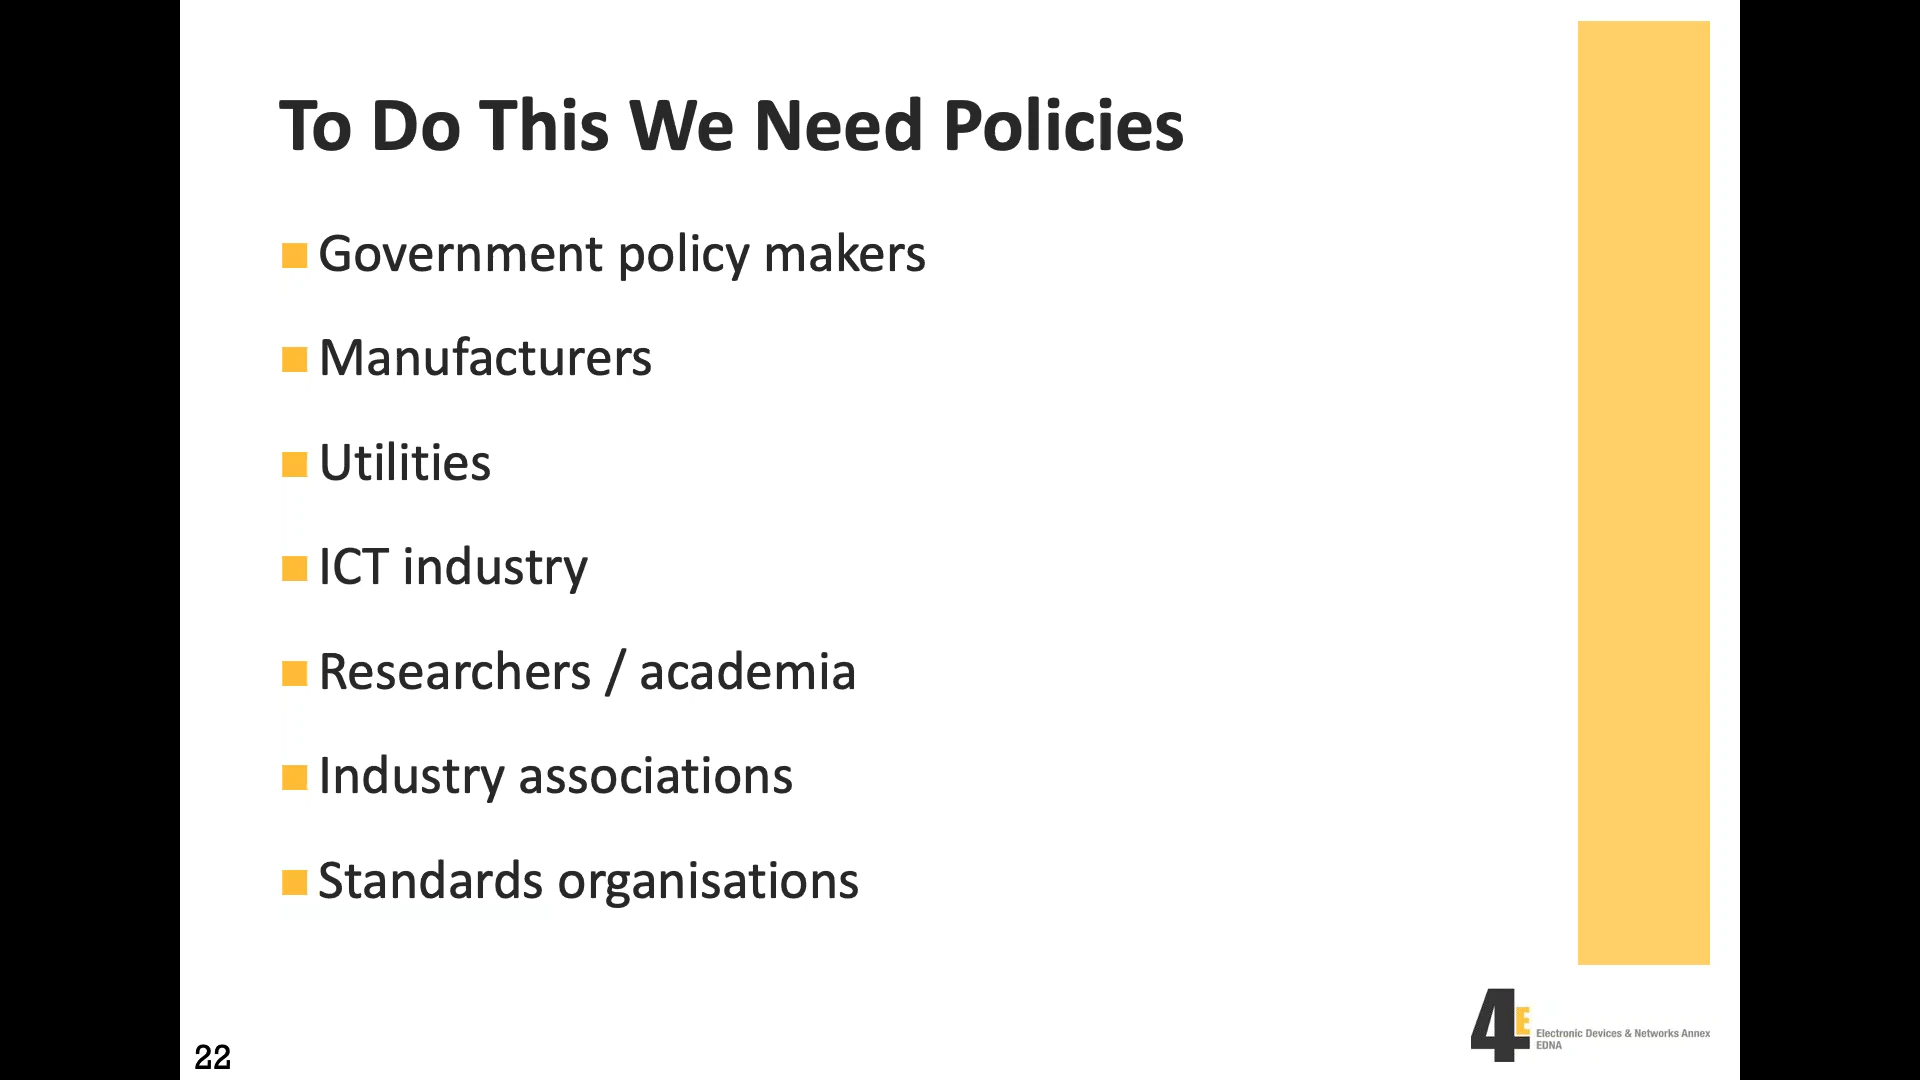 To Do This We Need Policies
Government policy makers
Manufacturers
Utilities
ICT industry
Researchers / academia
Industry associations
Standards organisations
4E
Electronic Devices & Networks Annex
EDNA
22